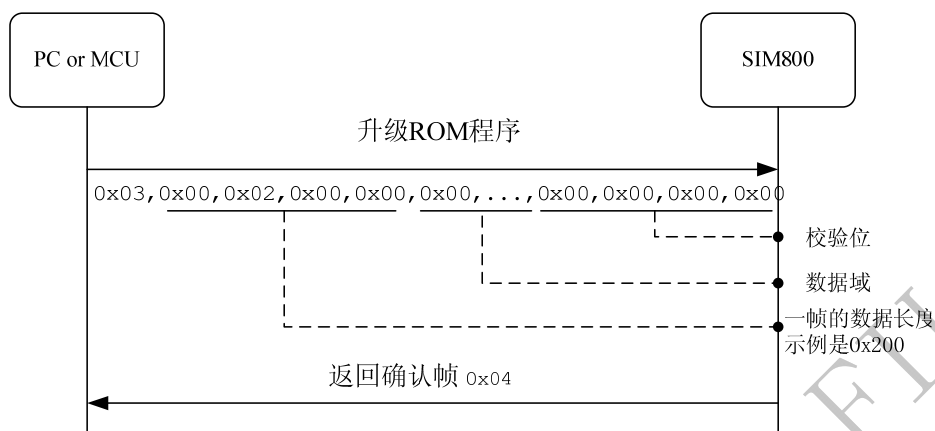 PC or MCU
SIM800
升级ROM程序
0x03,0x00,0x02,0x00,0x00,0x00,...,0x00,0x00,0x00,0x00
校验位
数据域
一帧的数据长度
示例是0x200
返回确认帧 0x04